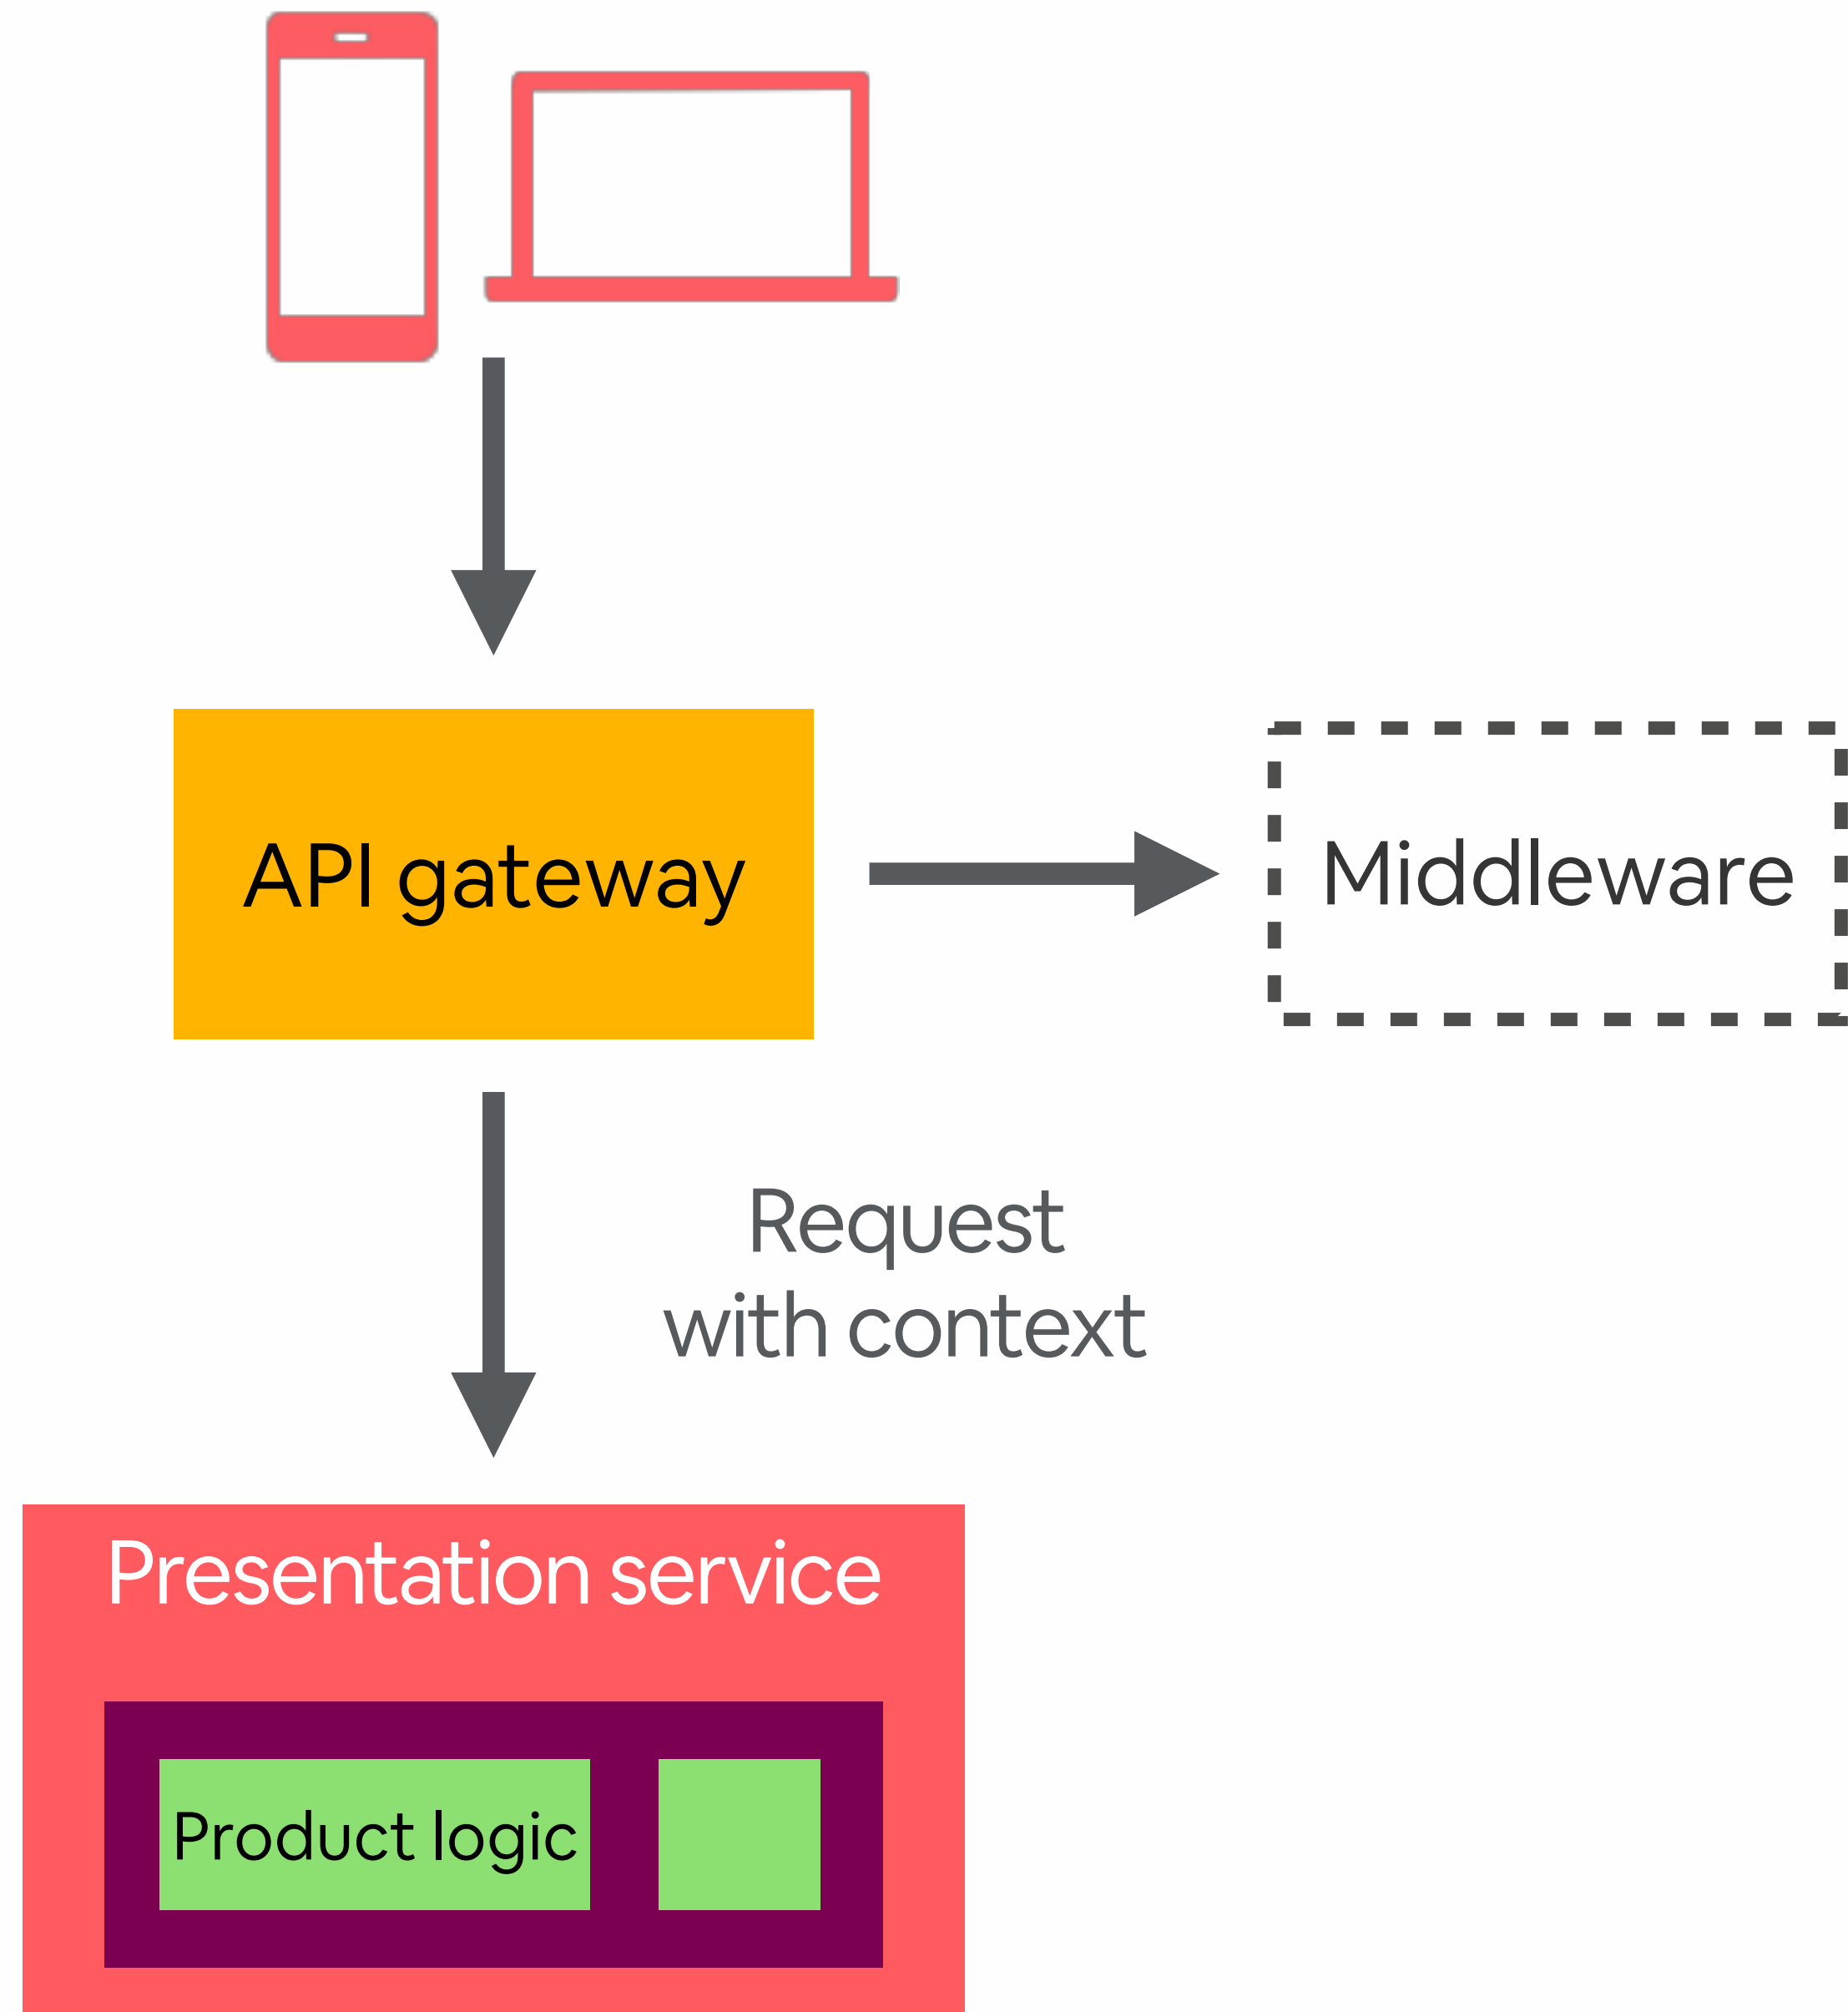 API gateway
Middleware
Request
with context
Presentation service
Product logic